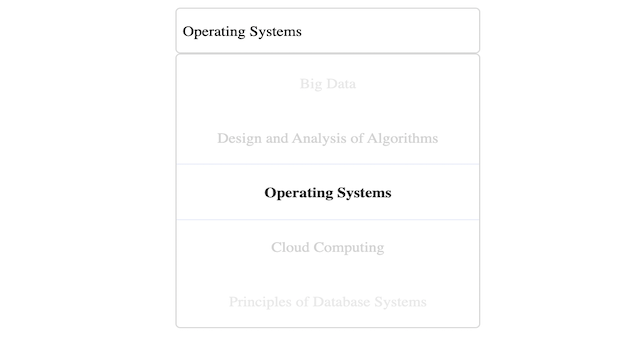 Operating Systems
Big Data
Design and Analysis of Algorithms
Operating Systems
Cloud Computing
Principles of Database Systems